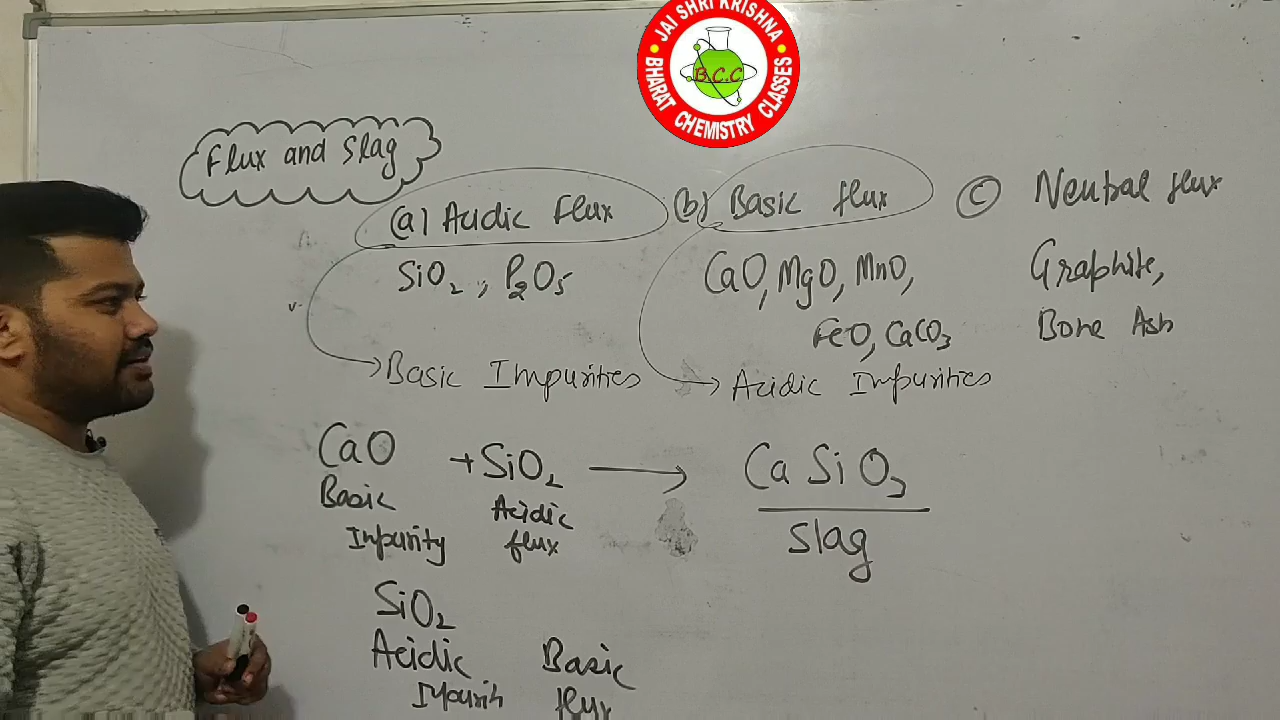 JAI SHRI KRISHNA
B.C.C
BHARAT CHEMISTRY CLASSES
Flux and Slag
(a) Acidic Flux
(b) Basic flux
(c) Neutral flux
SiO2, P2O5
CaO, MgO, MnO,
FeO, CaCO3
Graphite,
Bone Ash
Basic Impurities
Acidic Impurities
CaO + SiO2 → CaSiO3
Basic
Impurity
Acidic
flux
Slag
SiO2
Acidic
Impurity
Basic
flux